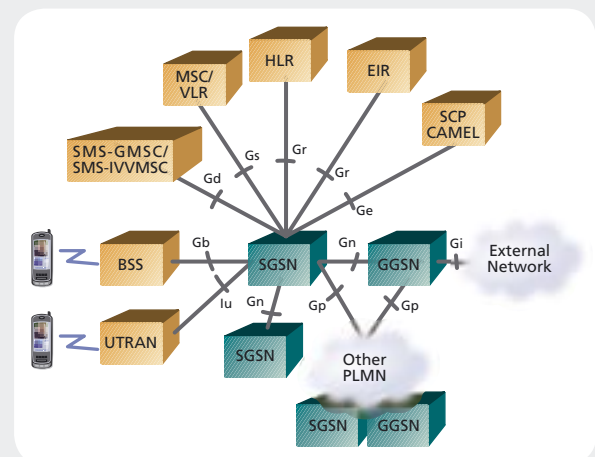 HLR
MSC/
VLR
EIR
SCP
CAMEL
SMS-GMSC/
SMS-IVVMSC
Gd
Gs
Gr
Gr
Ge
BSS
Gb
SGSN
Gn
GGSN
Gi
External
Network
UTRAN
Iu
Gn
Gp
Gp
SGSN
Other
PLMN
SGSN
GGSN